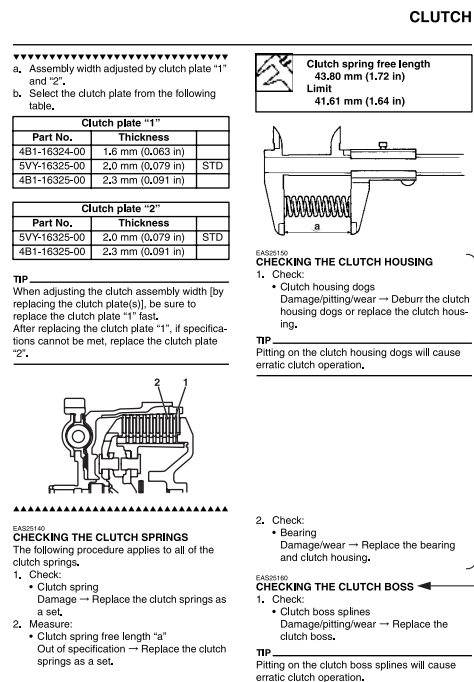 CLUTCH
▼▼▼▼▼▼▼▼▼▼▼▼▼▼▼▼▼▼▼▼▼▼▼▼▼▼▼▼▼▼
a. Assembly width adjusted by clutch plate “1”
and “2”.
b. Select the clutch plate from the following
table.
Clutch plate “1”
Part No. Thickness
4B1-16324-00 1.6 mm (0.063 in)
5VY-16325-00 2.0 mm (0.079 in) STD
4B1-16325-00 2.3 mm (0.091 in)
Clutch plate “2”
Part No. Thickness
5VY-16325-00 2.0 mm (0.079 in) STD
4B1-16325-00 2.3 mm (0.091 in)
TIP
When adjusting the clutch assembly width [by
replacing the clutch plate(s)], be sure to
replace the clutch plate “1” fast.
After replacing the clutch plate “1”, if specifica-
tions cannot be met, replace the clutch plate
“2”.
2 1
▲▲▲▲▲▲▲▲▲▲▲▲▲▲▲▲▲▲▲▲▲▲▲▲▲▲▲▲▲▲
EAS25140
CHECKING THE CLUTCH SPRINGS
The following procedure applies to all of the
clutch springs.
1. Check:
• Clutch spring
Damage → Replace the clutch springs as
a set.
2. Measure:
• Clutch spring free length “a”
Out of specification → Replace the clutch
springs as a set.
Clutch spring free length
43.80 mm (1.72 in)
Limit
41.61 mm (1.64 in)
a
EAS25150
CHECKING THE CLUTCH HOUSING
1. Check:
• Clutch housing dogs
Damage/pitting/wear → Deburr the clutch
housing dogs or replace the clutch hous-
ing.
TIP
Pitting on the clutch housing dogs will cause
erratic clutch operation.
2. Check:
• Bearing
Damage/wear → Replace the bearing
and clutch housing.
EAS25160
CHECKING THE CLUTCH BOSS
1. Check:
• Clutch boss splines
Damage/pitting/wear → Replace the
clutch boss.
TIP
Pitting on the clutch boss splines will cause
erratic clutch operation.